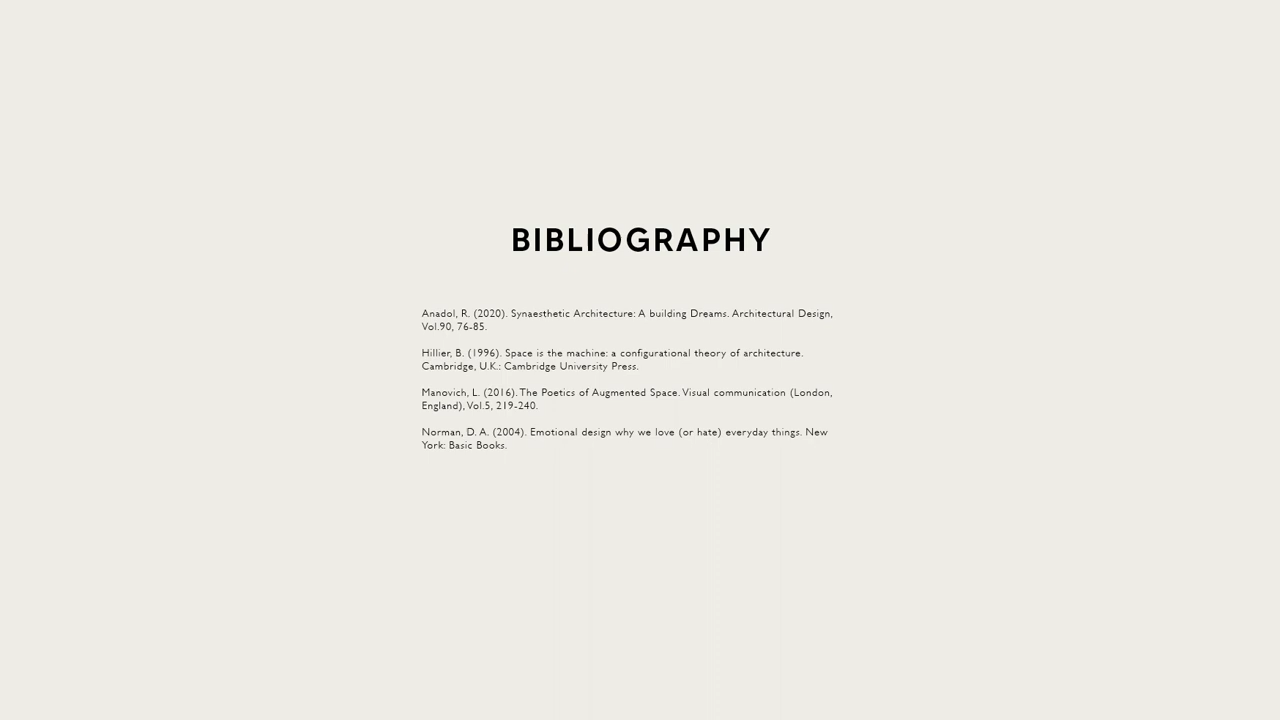 BIBLIOGRAPHY
Anadol, R. (2020). Synaesthetic Architecture: A building Dreams. Architectural Design,
Vol.90, 76-85.
Hillier, B. (1996). Space is the machine: a configurational theory of architecture.
Cambridge, U.K.: Cambridge University Press.
Manovich, L. (2016). The Poetics of Augmented Space. Visual communication (London,
England), Vol.5, 219-240.
Norman, D. A. (2004). Emotional design why we love (or hate) everyday things. New
York: Basic Books.